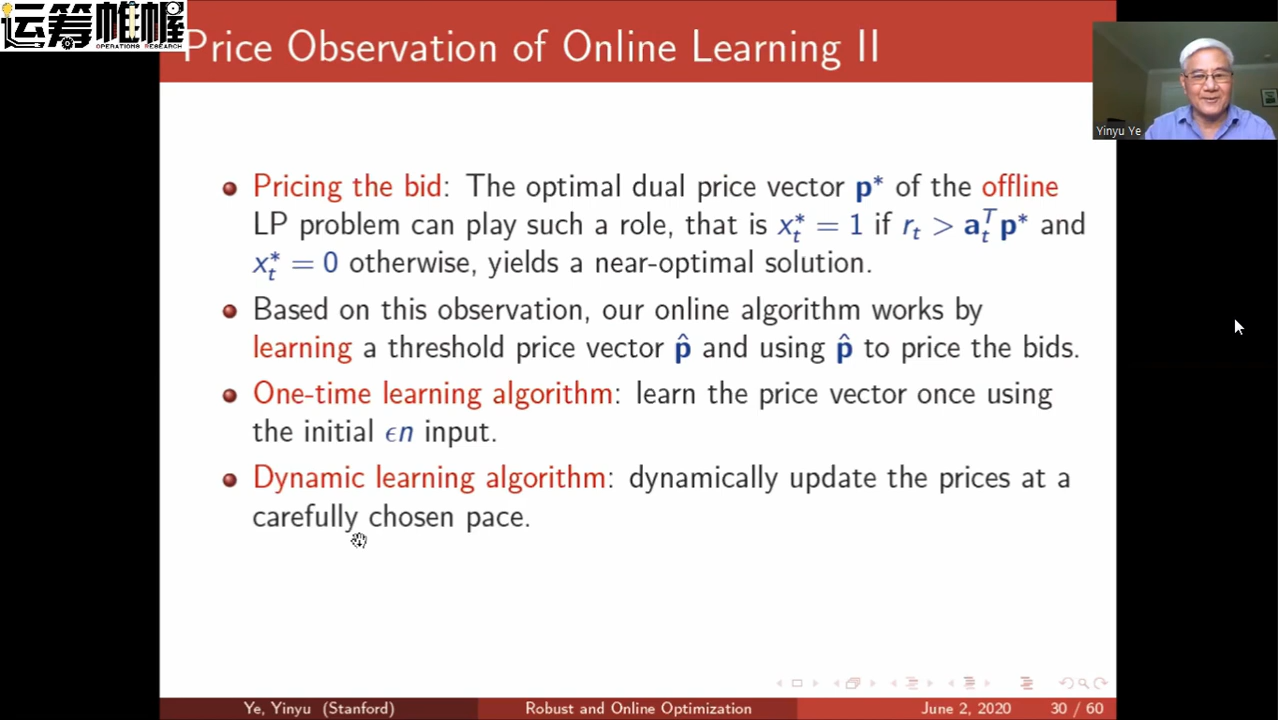 运筹帷幄
OPERATIONS RESEARCH
Price Observation of Online Learning II
Yinyu Ye
Pricing the bid: The optimal dual price vector p* of the offline
LP problem can play such a role, that is x_t^* = 1 if r_t > a_t^T p* and
x_t^* = 0 otherwise, yields a near-optimal solution.
Based on this observation, our online algorithm works by
learning a threshold price vector p̂ and using p̂ to price the bids.
One-time learning algorithm: learn the price vector once using
the initial ϵn input.
Dynamic learning algorithm: dynamically update the prices at a
carefully chosen pace.
Ye, Yinyu (Stanford) Robust and Online Optimization June 2, 2020 30 / 60